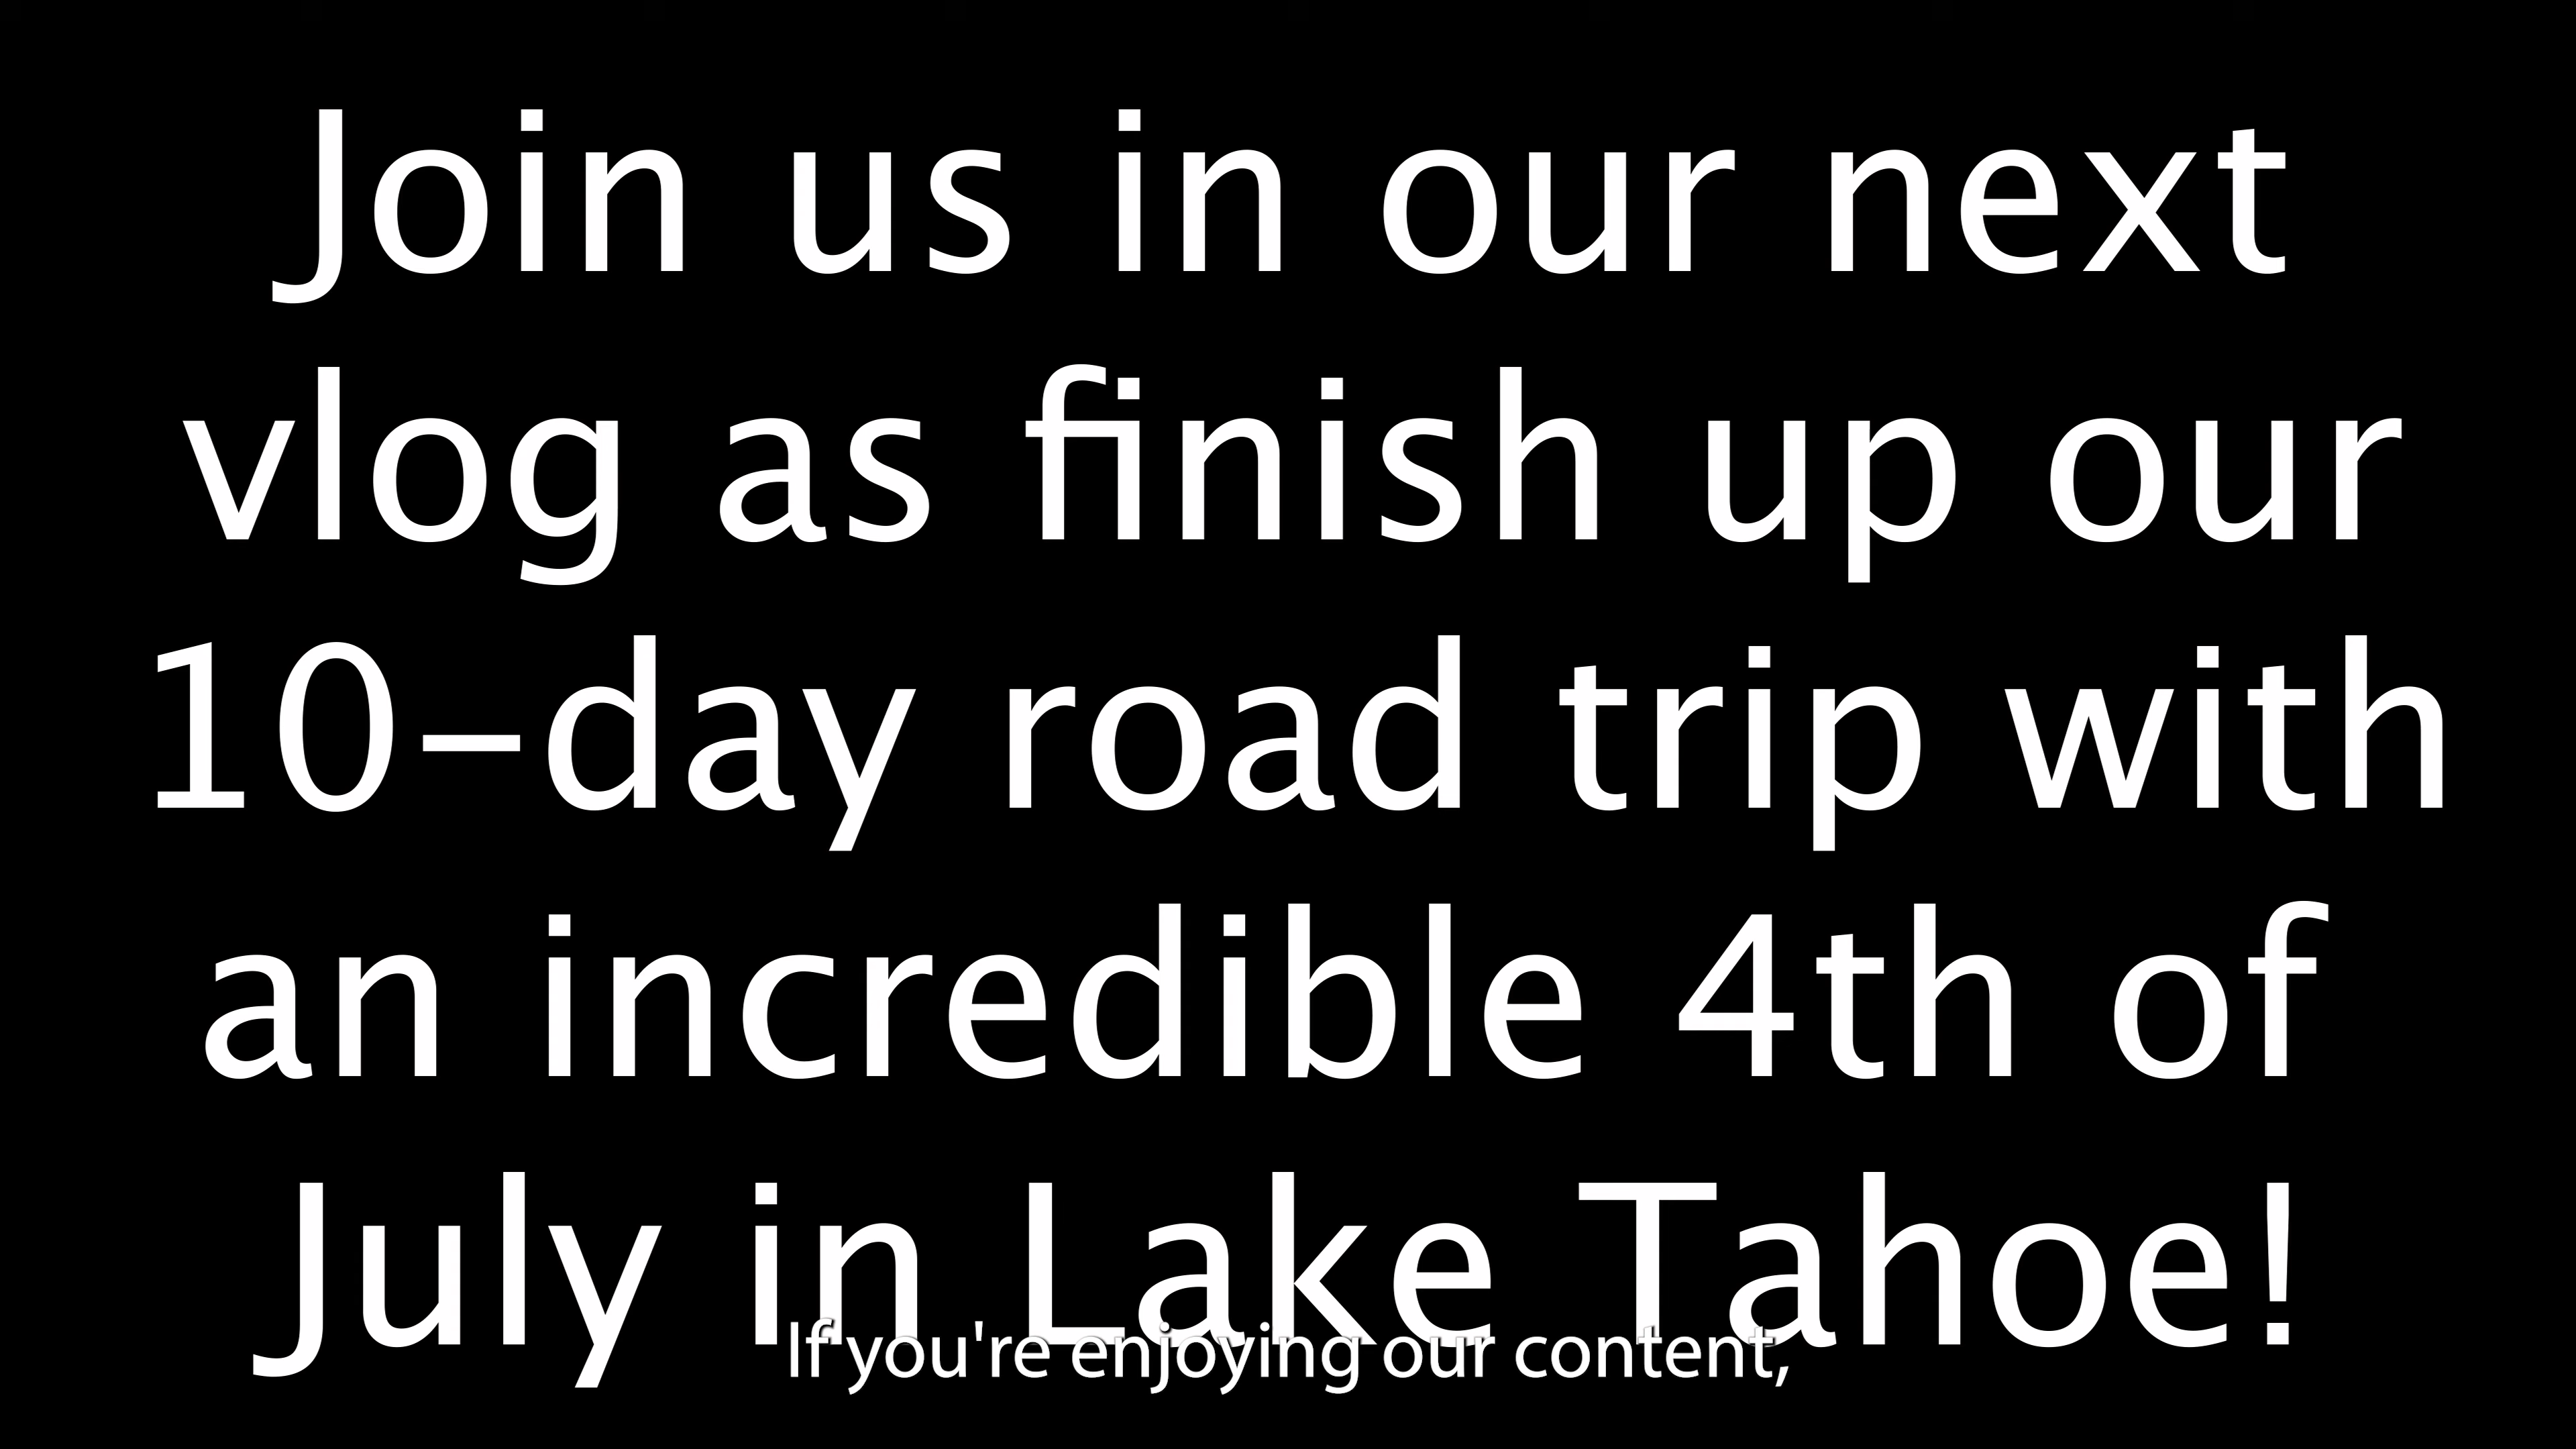 Join us in our next
vlog as finish up our
10-day road trip with
an incredible 4th of
July in Lake Tahoe!
If you're enjoying our content,